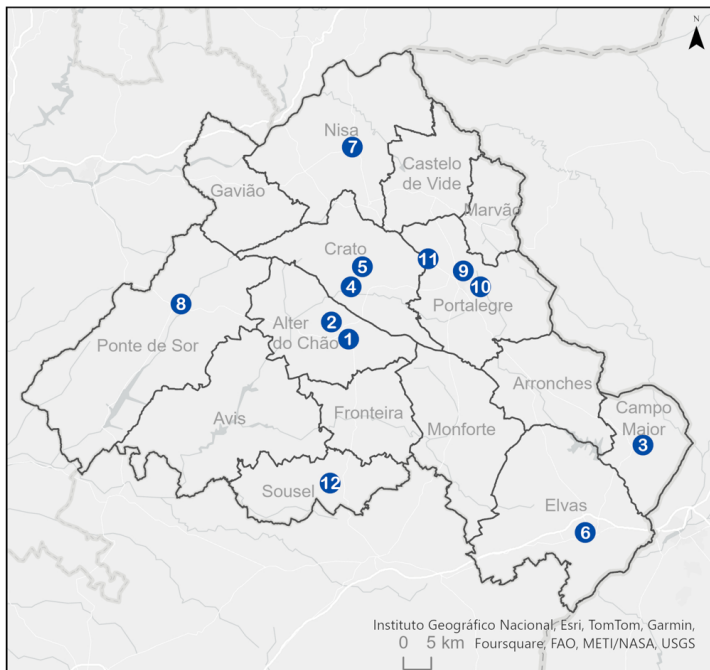 N
Nisa
7
Castelo
de Vide
Gavião
Marvão
Crato
11
5
9
4
10
8
Portalegre
2
Alter
do Chão
1
Ponte de Sor
Arronches
Campo
Maior
Avis
Fronteira
Monforte
3
12
Sousel
Elvas
6
Instituto Geográfico Nacional, Esri, TomTom, Garmin,
Foursquare, FAO, METI/NASA, USGS
0 5 km